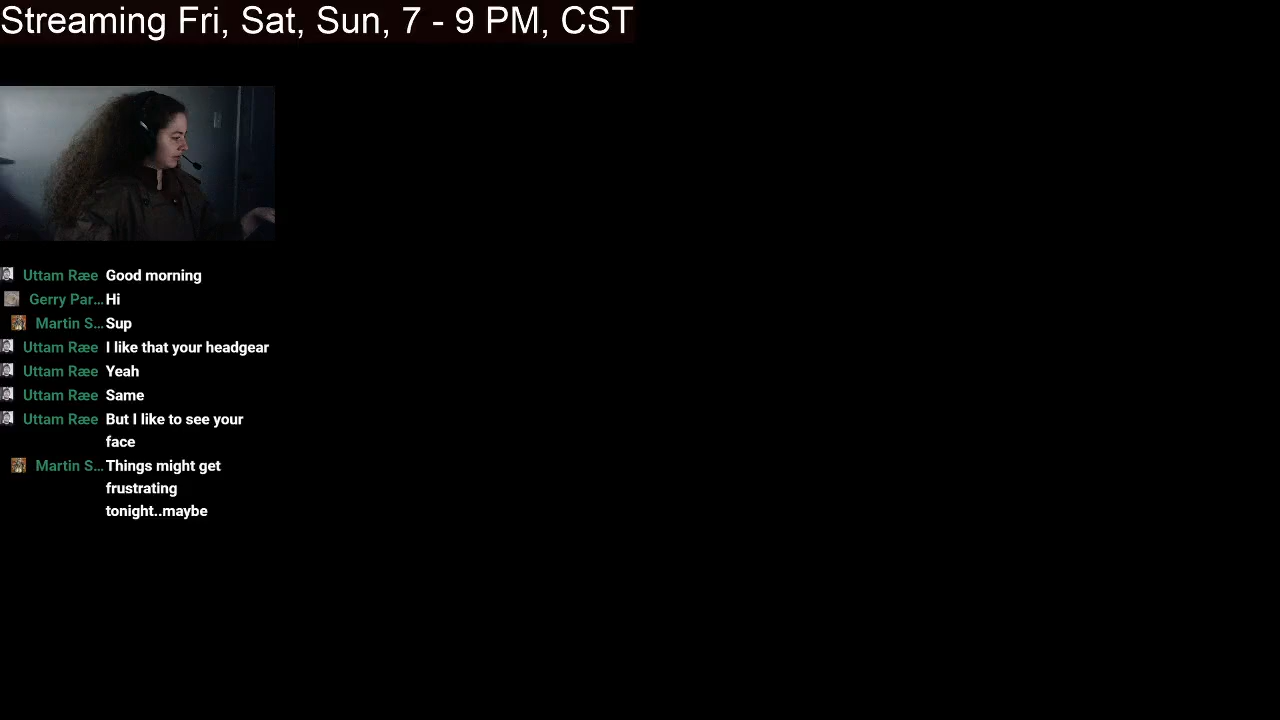 Streaming Fri, Sat, Sun, 7 - 9 PM, CST
Uttam Ræe Good morning
Gerry Par... Hi
Martin S... Sup
Uttam Ræe I like that your headgear
Uttam Ræe Yeah
Uttam Ræe Same
Uttam Ræe But I like to see your
face
Martin S... Things might get
frustrating
tonight..maybe